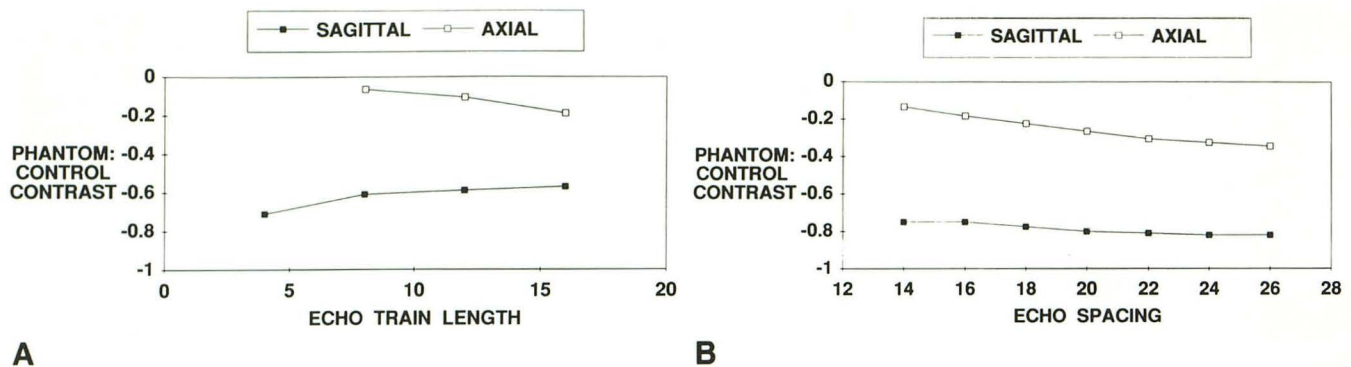 SAGITTAL AXIAL
0
-0.2
PHANTOM: -0.4
CONTROL
CONTRAST -0.6
-0.8
-1
0 5 10 15 20
ECHO TRAIN LENGTH
A
SAGITTAL AXIAL
0
-0.2
PHANTOM: -0.4
CONTROL
CONTRAST -0.6
-0.8
-1
12 14 16 18 20 22 24 26 28
ECHO SPACING
B